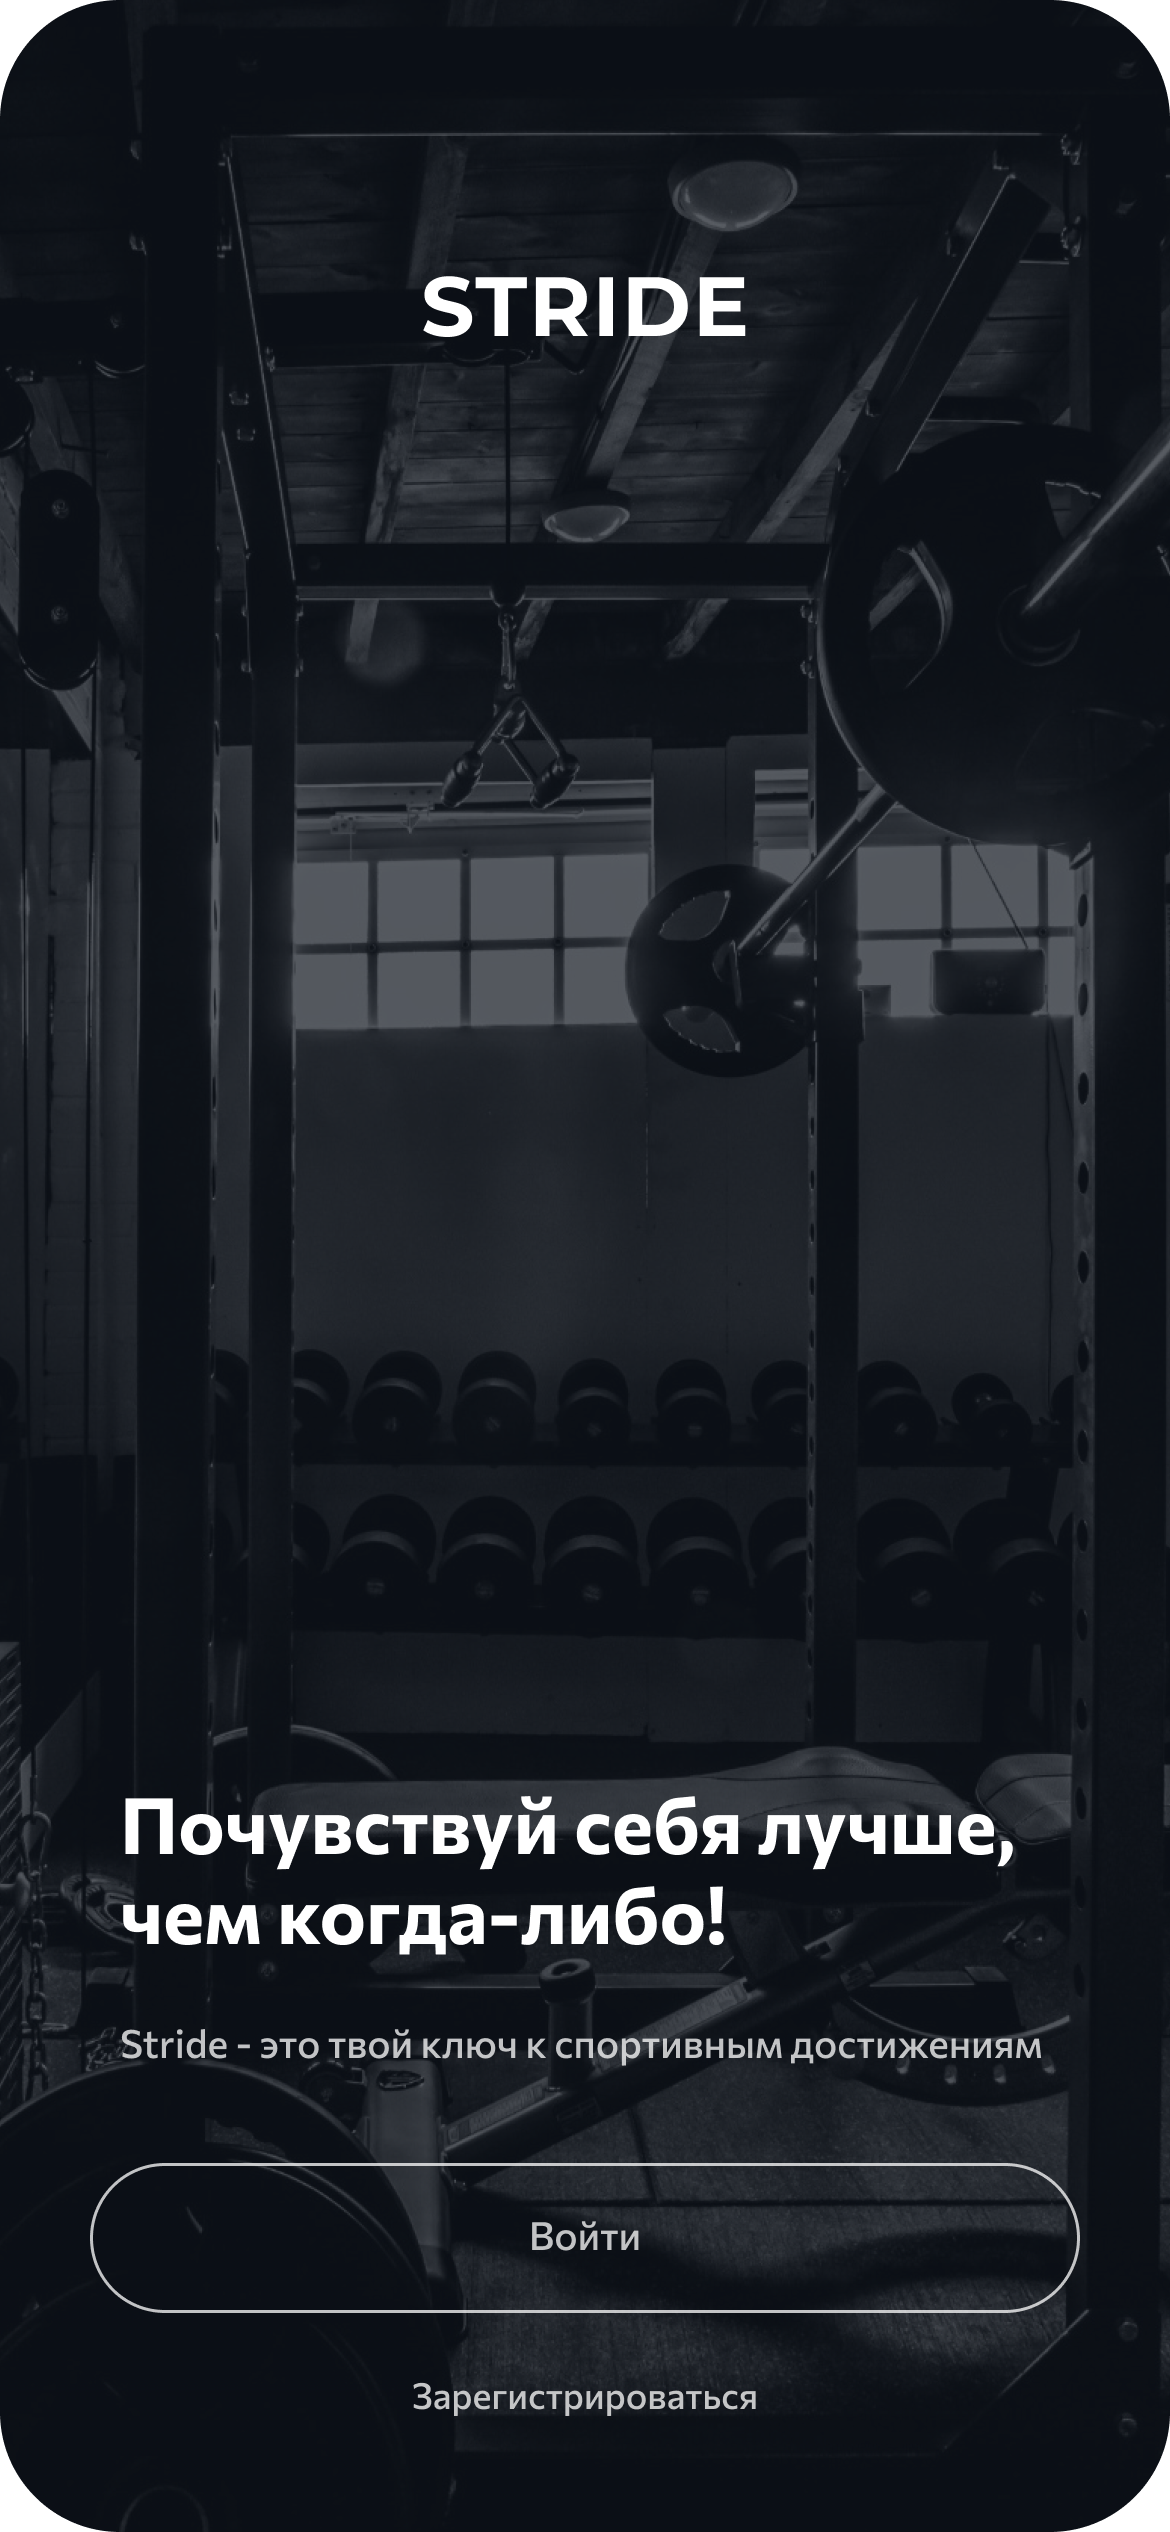 STRIDE
Почувствуй себя лучше,
чем когда-либо!
Stride - это твой ключ к спортивным достижениям
Войти
Зарегистрироваться